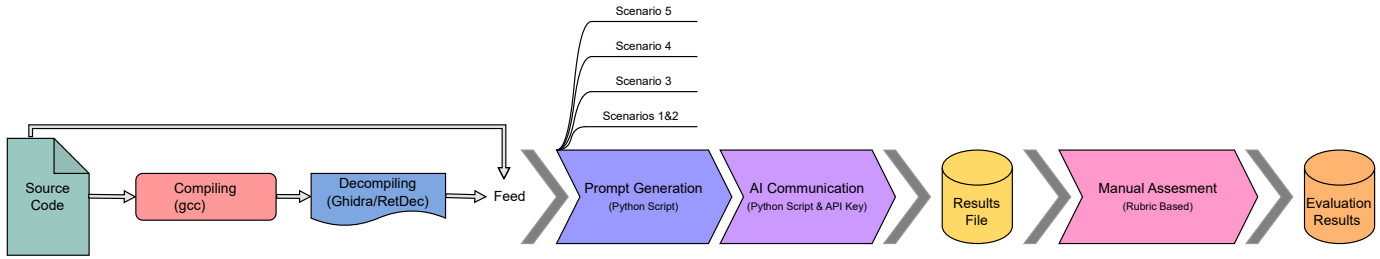 Scenario 5
Scenario 4
Scenario 3
Scenarios 1&2
Source
Code
Compiling
(gcc)
Decompiling
(Ghidra/RetDec)
Feed
Prompt Generation
(Python Script)
AI Communication
(Python Script & API Key)
Results
File
Manual Assesment
(Rubric Based)
Evaluation
Results